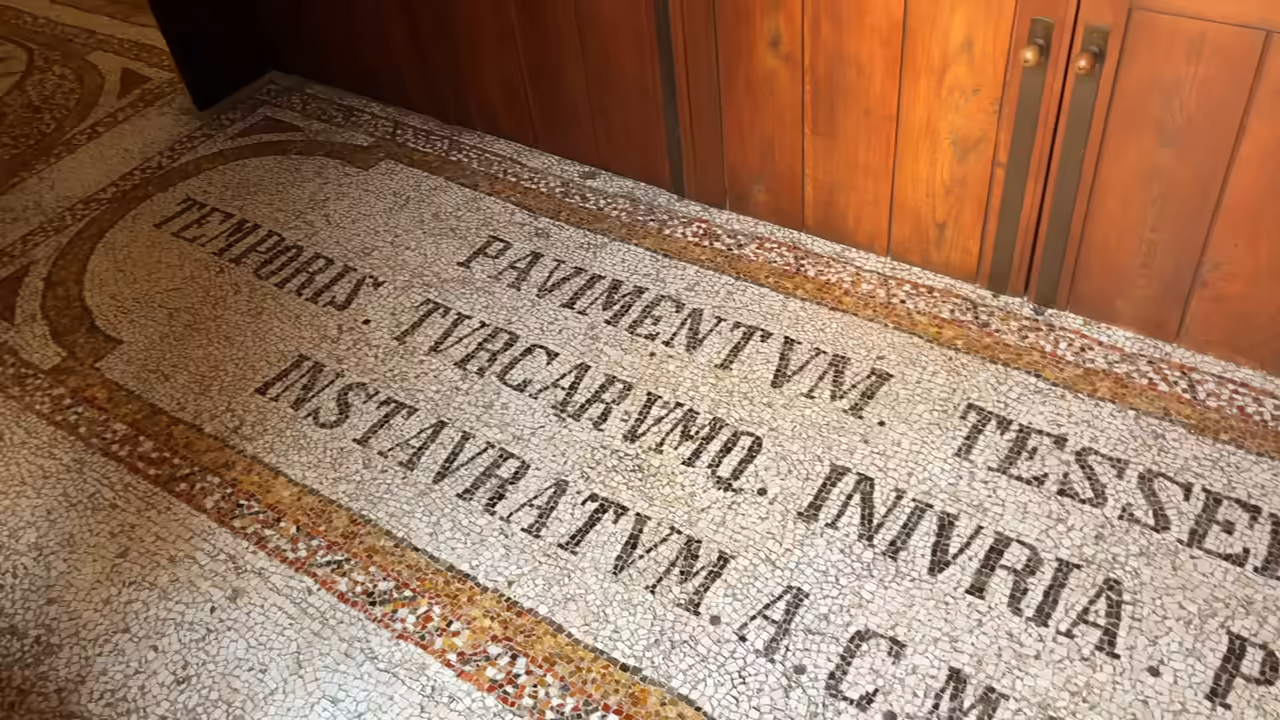 PAVIMENTVM. TESSE
TEMPORIS. TVRCARVMQ. INIVRIA. P
INSTAVRATVM. A. C. M